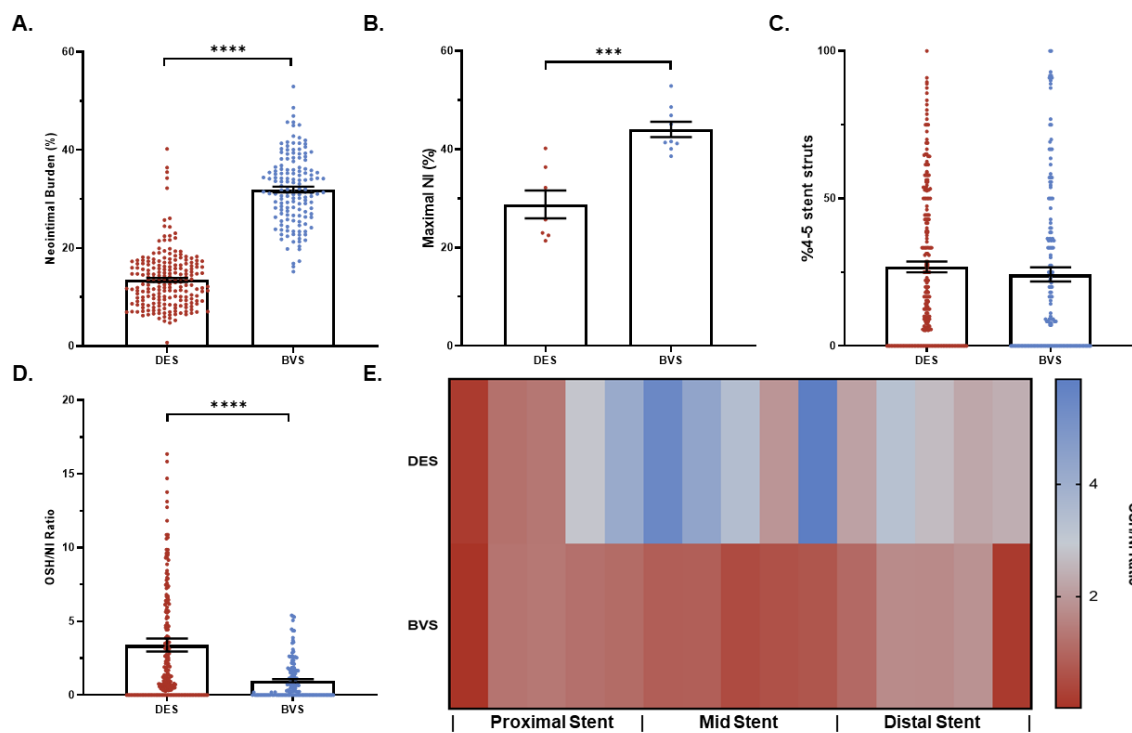 A.
****
Neointimal Burden (%)
60
40
20
0
DES
BVS
B.
***
Maximal NI (%)
60
40
20
0
DES
BVS
C.
%4-5 stent struts
100
50
0
DES
BVS
D.
****
OSH/NI Ratio
20
15
10
5
0
DES
BVS
E.
DES
BVS
4
2
| Proximal Stent | Mid Stent | Distal Stent |